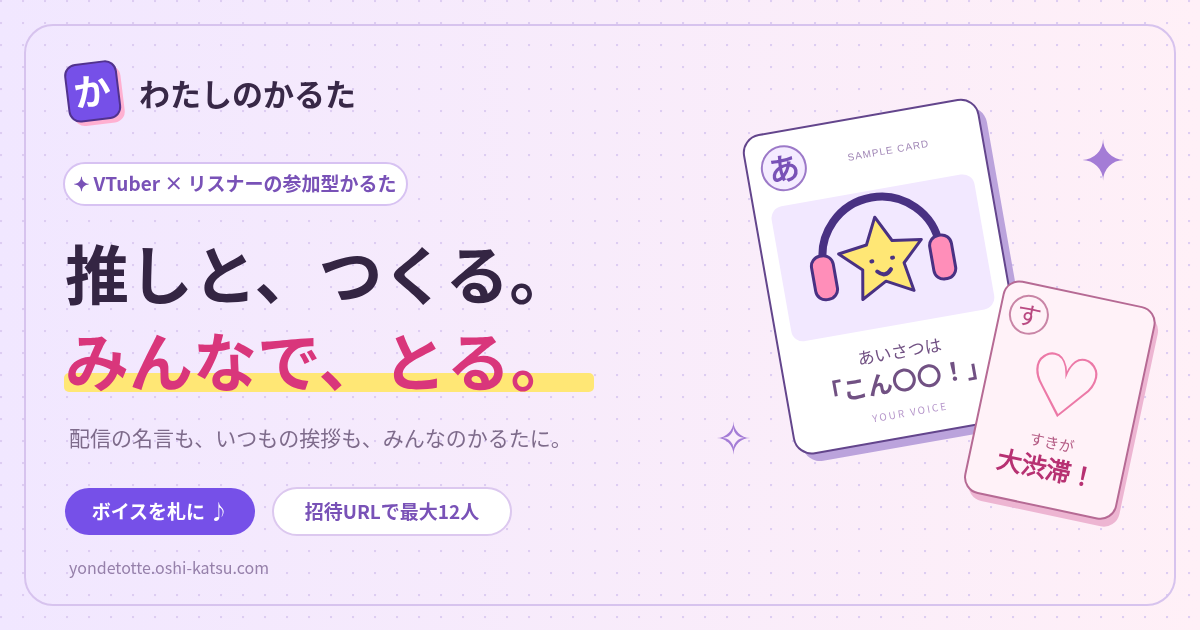 か
わたしのかるた
✦ VTuber × リスナーの参加型かるた
推しと、つくる。
みんなで、とる。
配信の名言も、いつもの挨拶も、みんなのかるたに。
ボイスを札に ♪
招待URLで最大12人
yondetotte.oshi-katsu.com
あ
SAMPLE CARD
あいさつは
「こん〇〇！」
YOUR VOICE
す
すきが
大渋滞！